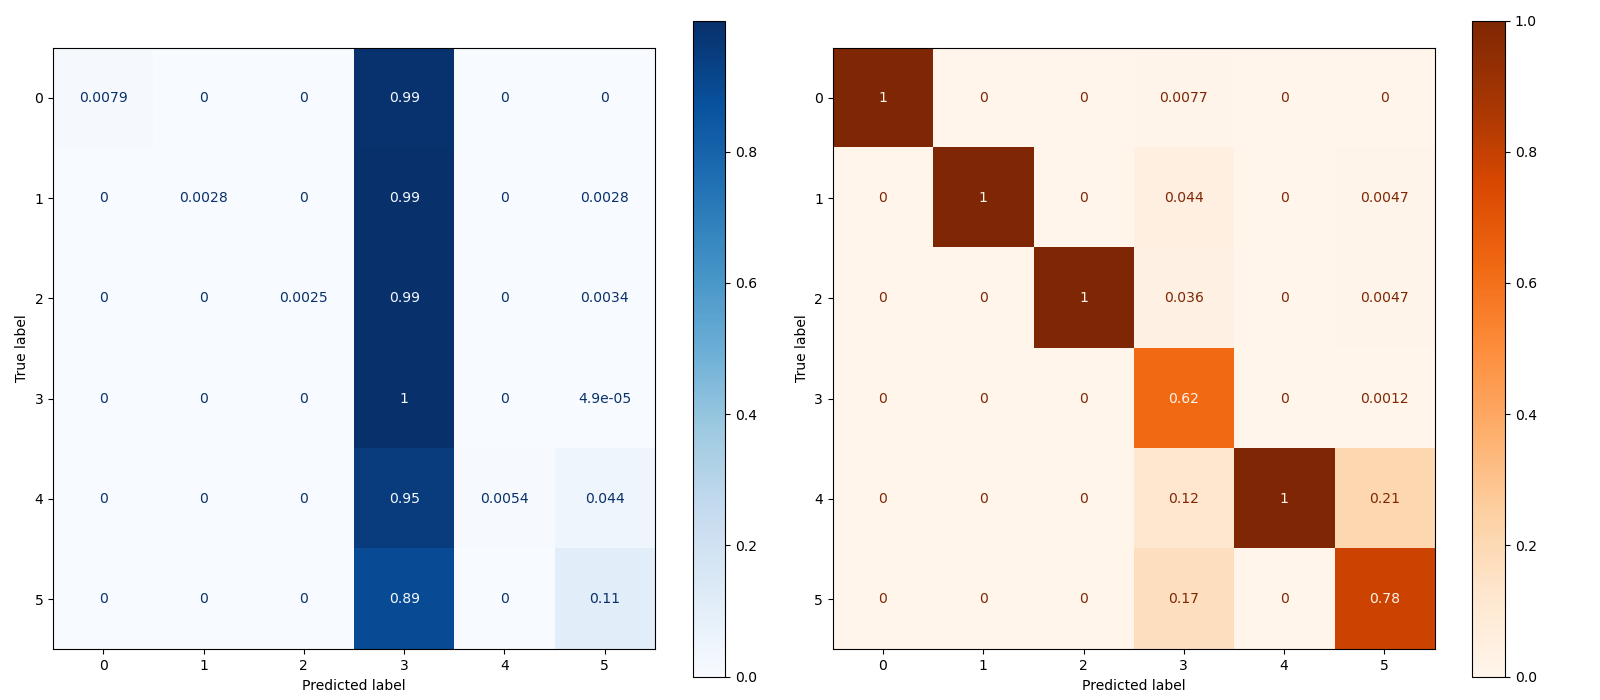 0 0.0079 0 0 0.99 0 0
1 0 0.0028 0 0.99 0 0.0028
2 0 0 0.0025 0.99 0 0.0034
3 0 0 0 1 0 4.9e-05
4 0 0 0 0.95 0.0054 0.044
5 0 0 0 0.89 0 0.11
0 1 2 3 4 5
True label
Predicted label
0.8
0.6
0.4
0.2
0.0
0 1 0 0 0.0077 0 0
1 0 1 0 0.044 0 0.0047
2 0 0 1 0.036 0 0.0047
3 0 0 0 0.62 0 0.0012
4 0 0 0 0.12 1 0.21
5 0 0 0 0.17 0 0.78
0 1 2 3 4 5
True label
Predicted label
1.0
0.8
0.6
0.4
0.2
0.0